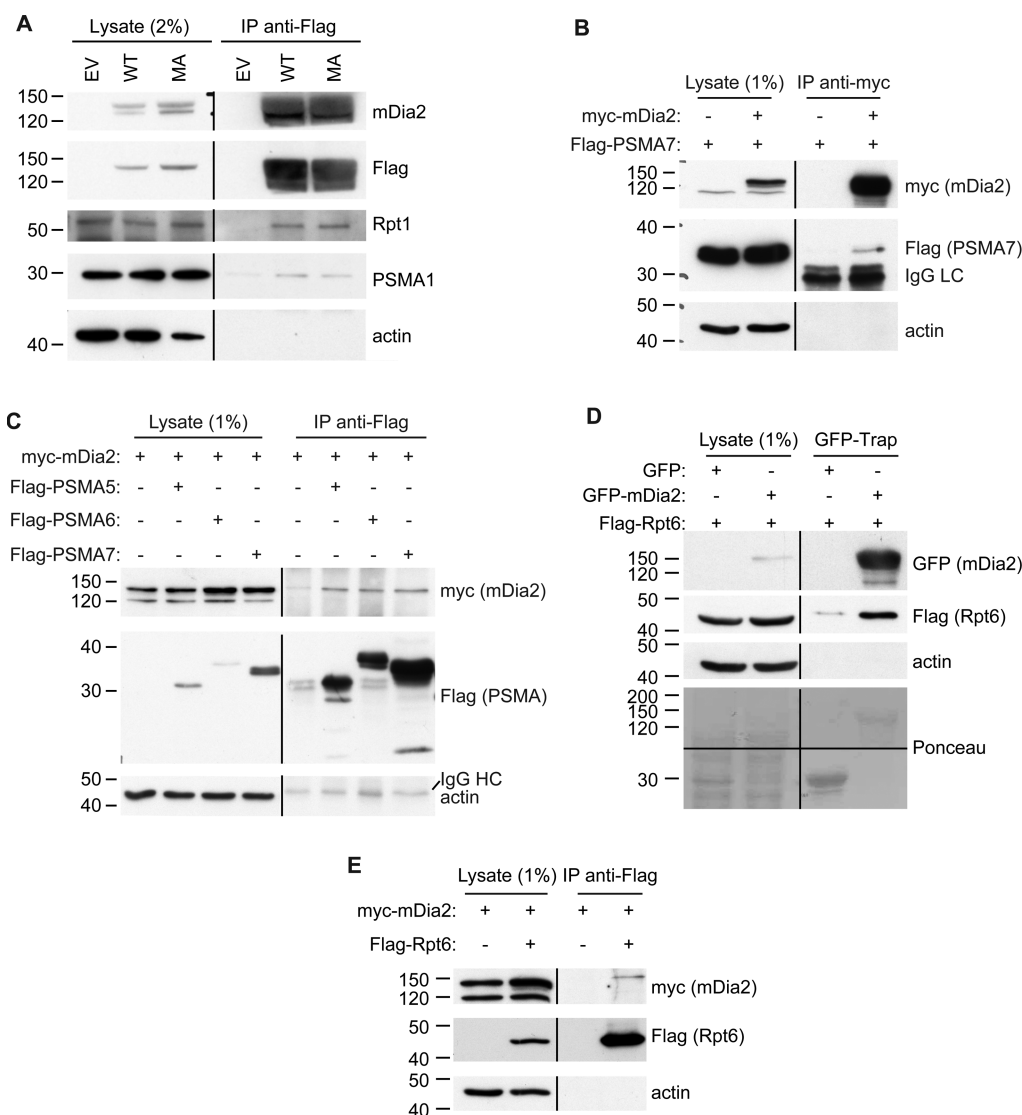 A
Lysate (2%) IP anti-Flag
EV WT MA EV WT MA
150
120
mDia2
150
120
Flag
50
Rpt1
30
PSMA1
40
actin
B
Lysate (1%) IP anti-myc
myc-mDia2: - + - +
Flag-PSMA7: + + + +
150
120
myc (mDia2)
40
Flag (PSMA7)
30
IgG LC
50
40
actin
C
Lysate (1%) IP anti-Flag
myc-mDia2: + + + + + + + +
Flag-PSMA5: - + - - - + - -
Flag-PSMA6: - - + - - - + -
Flag-PSMA7: - - - + - - - +
150
120
myc (mDia2)
40
30
Flag (PSMA)
50
40
IgG HC
actin
D
Lysate (1%) GFP-Trap
GFP: + - + -
GFP-mDia2: - + - +
Flag-Rpt6: + + + +
150
120
GFP (mDia2)
50
40
Flag (Rpt6)
50
40
actin
200
150
120
Ponceau
30
E
Lysate (1%) IP anti-Flag
myc-mDia2: + + + +
Flag-Rpt6: - + - +
150
120
myc (mDia2)
50
40
Flag (Rpt6)
50
40
actin